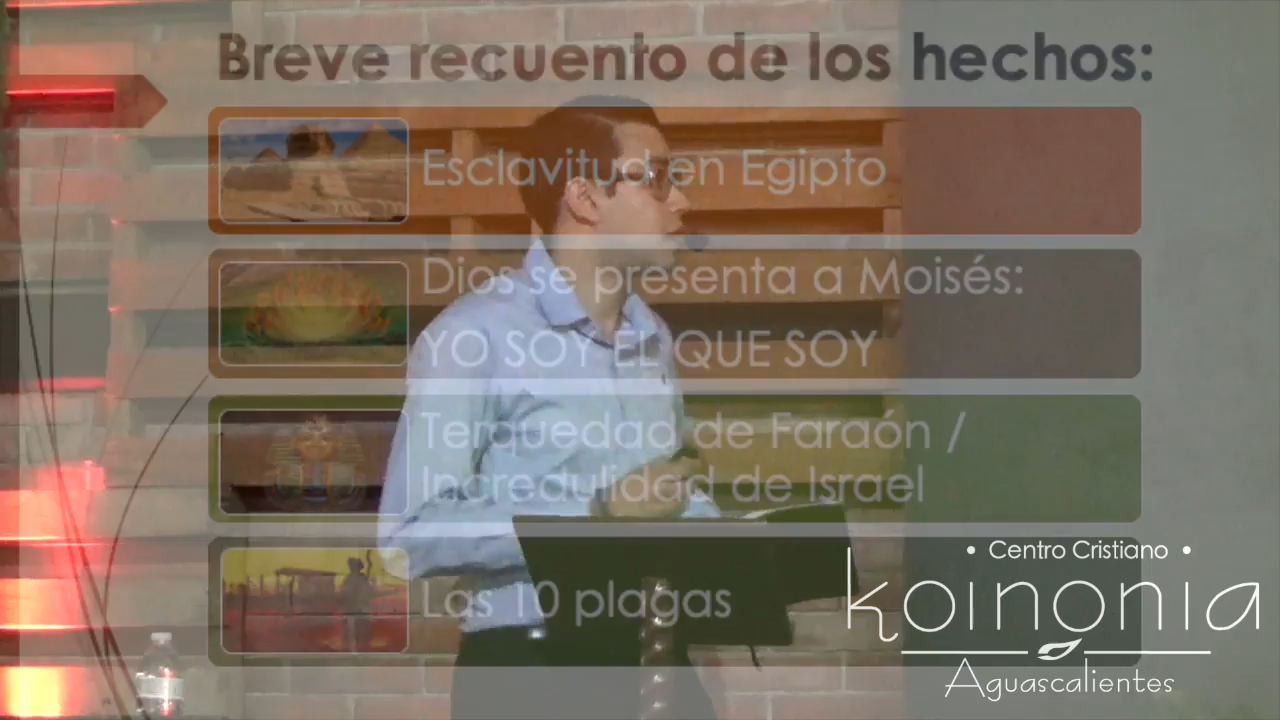 Breve recuento de los hechos:
Esclavitud en Egipto
Dios se presenta a Moisés:
YO SOY EL QUE SOY
Terquedad de Faraón /
Incredulidad de Israel
Las 10 plagas
• Centro Cristiano •
koinonia
Aguascalientes